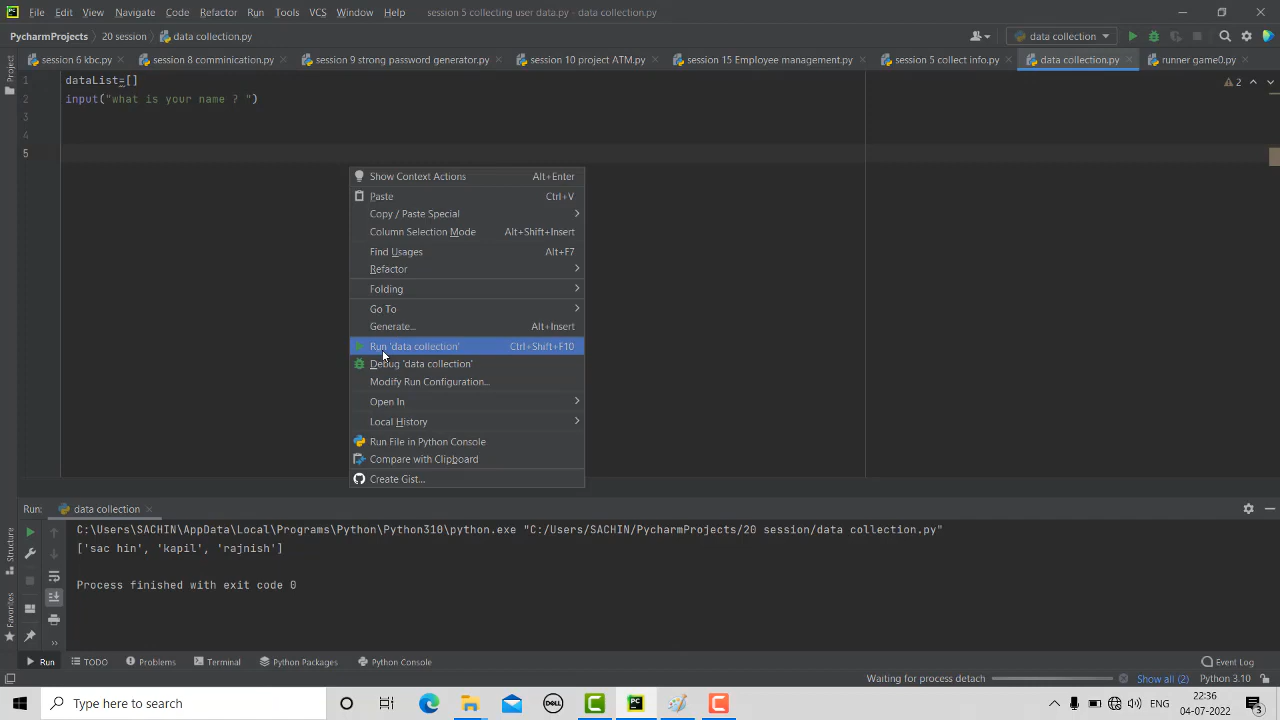 File Edit View Navigate Code Refactor Run Tools VCS Window Help session 5 collecting user data.py - data collection.py
PycharmProjects 20 session data collection.py data collection
session 6 kbc.py session 8 comminication.py session 9 strong password generator.py session 10 project ATM.py session 15 Employee management.py session 5 collect info.py data collection.py runner game0.py
Project
1 dataList=[] 2
2 input("what is your name ? ")
3
4
5
Show Context Actions Alt+Enter
Paste Ctrl+V
Copy / Paste Special
Column Selection Mode Alt+Shift+Insert
Find Usages Alt+F7
Refactor
Folding
Go To
Generate... Alt+Insert
Run 'data collection' Ctrl+Shift+F10
Debug 'data collection'
Modify Run Configuration...
Open In
Local History
Run File in Python Console
Compare with Clipboard
Create Gist...
Run: data collection
C:\Users\SACHIN\AppData\Local\Programs\Python\Python310\python.exe "C:/Users/SACHIN/PycharmProjects/20 session/data collection.py"
['sac hin', 'kapil', 'rajnish']
Process finished with exit code 0
Structure
Favorites
Run TODO Problems Terminal Python Packages Python Console Event Log
Waiting for process detach Show all (2) Python 3.10
Type here to search DELL ENG 22:36
04-07-2022 3